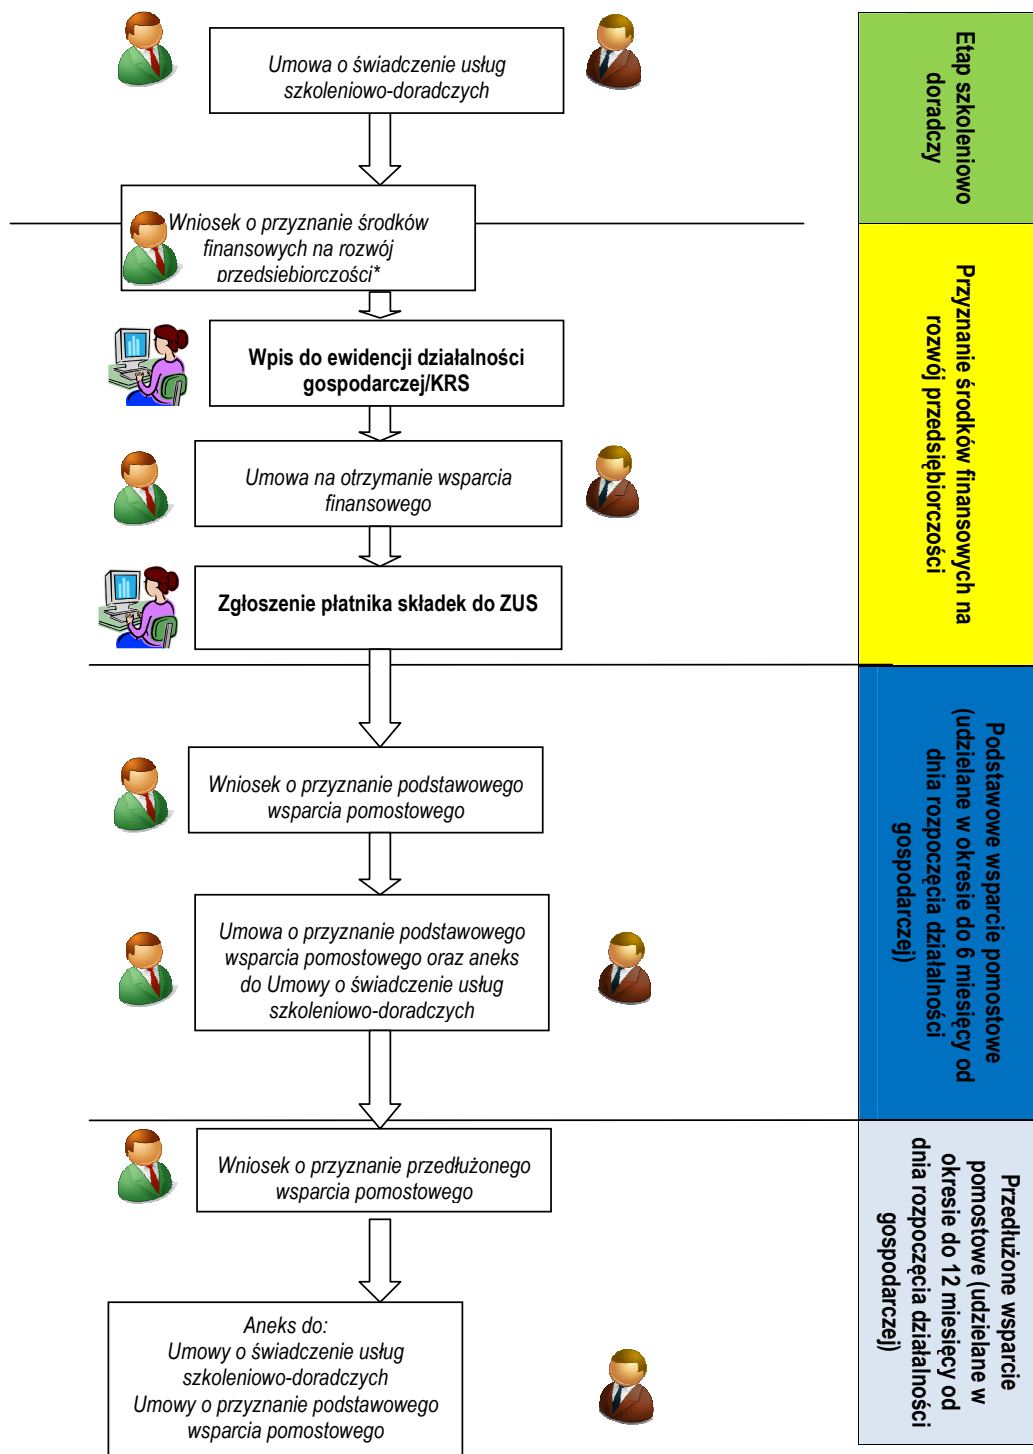 Umowa o świadczenie usług
szkoleniowo-doradczych
Etap szkoleniowo
doradczy
Wniosek o przyznanie środków
finansowych na rozwój
przedsiębiorczości*
Wpis do ewidencji działalności
gospodarczej/KRS
Umowa na otrzymanie wsparcia
finansowego
Zgłoszenie płatnika składek do ZUS
Przyznanie środków finansowych na
rozwój przedsiębiorczości
Wniosek o przyznanie podstawowego
wsparcia pomostowego
Umowa o przyznanie podstawowego
wsparcia pomostowego oraz aneks
do Umowy o świadczenie usług
szkoleniowo-doradczych
Podstawowe wsparcie pomostowe
(udzielane w okresie do 6 miesięcy od
dnia rozpoczęcia działalności
gospodarczej)
Wniosek o przyznanie przedłużonego
wsparcia pomostowego
Aneks do:
Umowy o świadczenie usług
szkoleniowo-doradczych
Umowy o przyznanie podstawowego
wsparcia pomostowego
Przedłużone wsparcie
pomostowe (udzielane w
okresie do 12 miesięcy od
dnia rozpoczęcia działalności
gospodarczej)